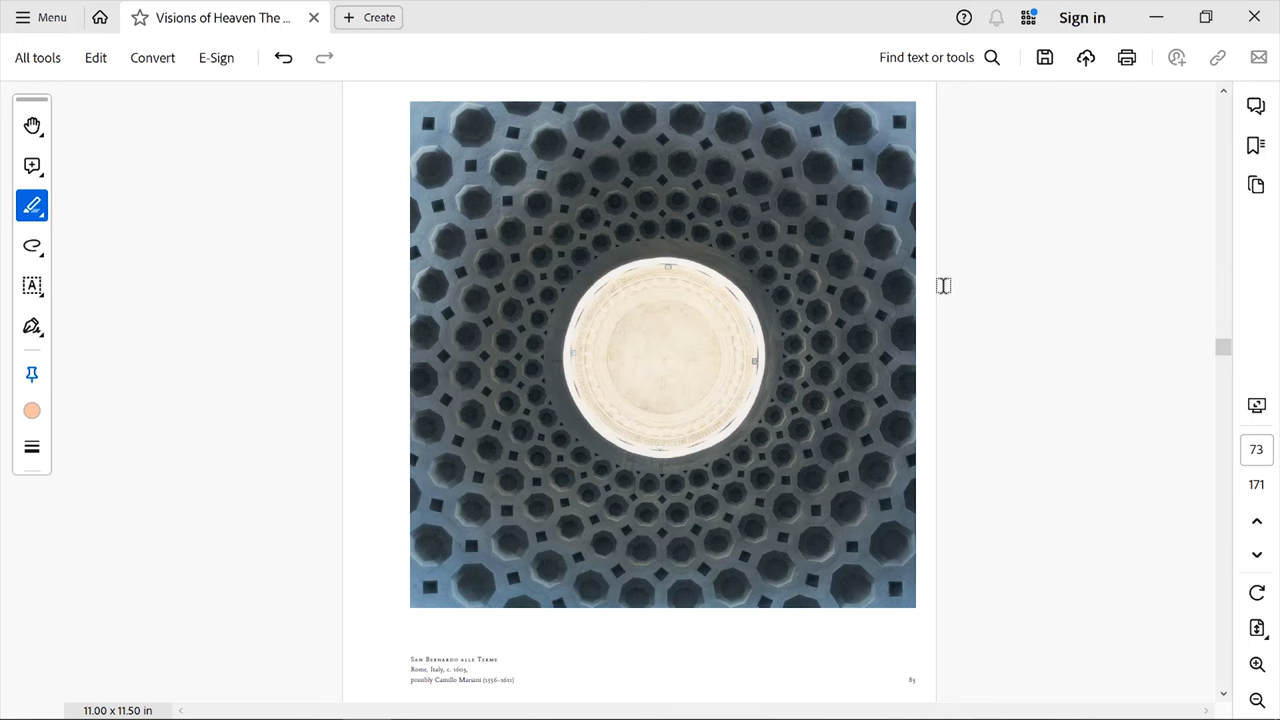 Menu
Visions of Heaven The ...
Create
Sign in
All tools
Edit
Convert
E-Sign
Find text or tools
73
171
San Bernardo alle Terme
Rome, Italy, c. 1603,
possibly Camillo Mariani (1556–1611)
83
11.00 x 11.50 in